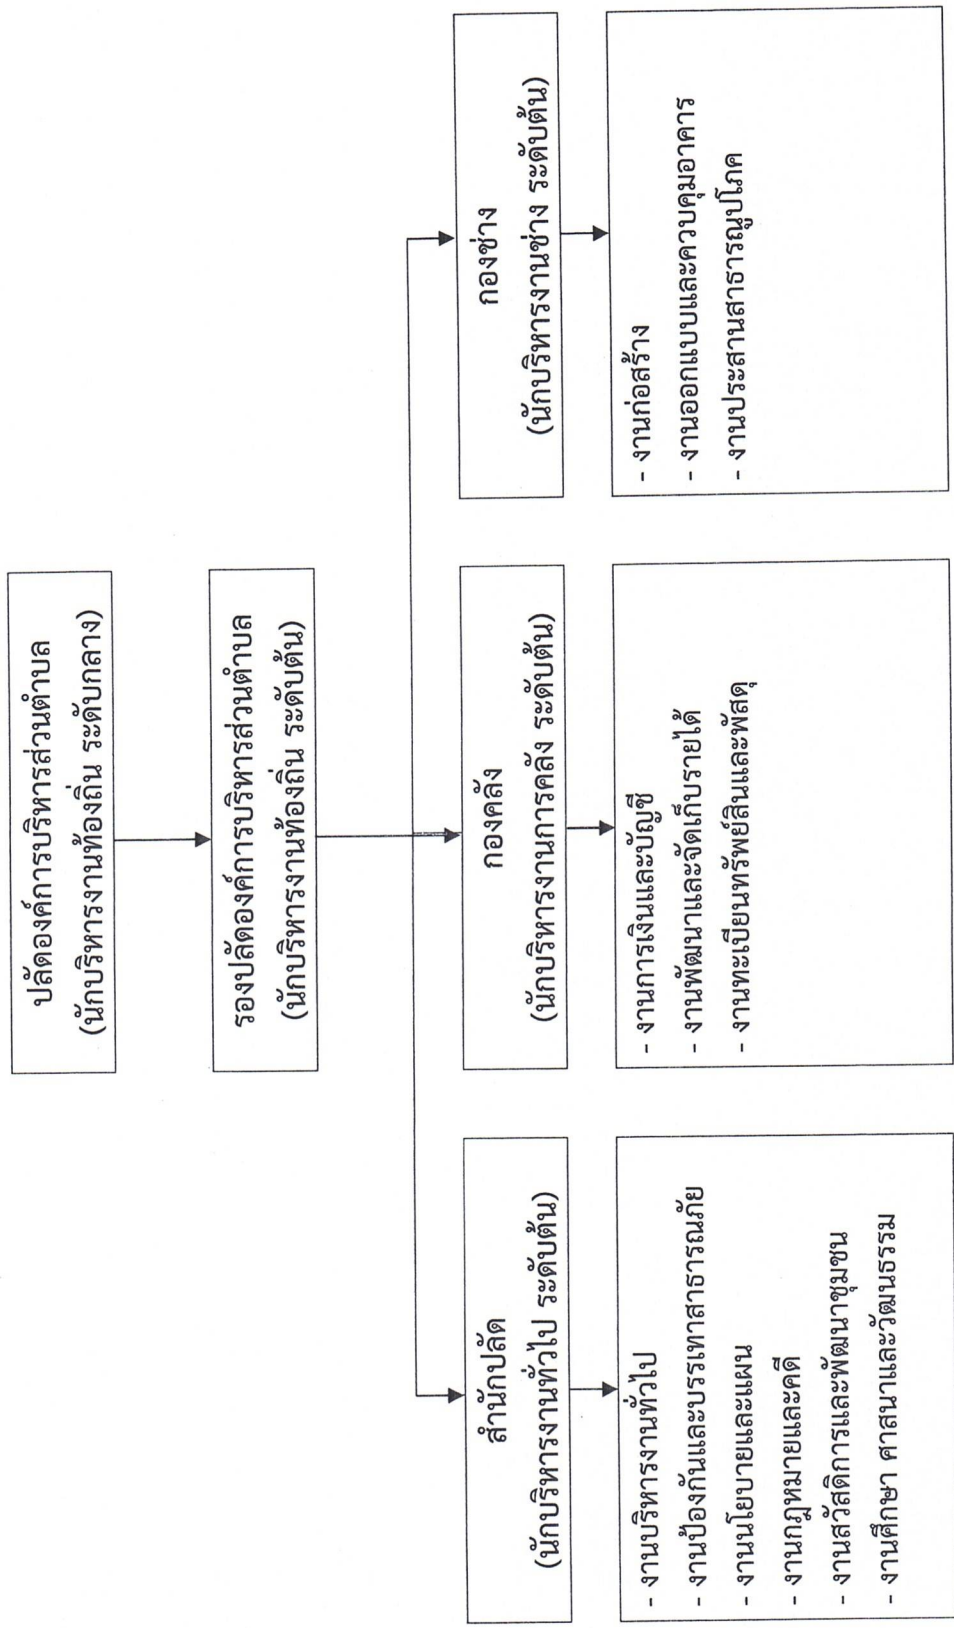 ปลัดองค์การบริหารส่วนตำบล
(นักบริหารงานท้องถิ่น ระดับกลาง)
รองปลัดองค์การบริหารส่วนตำบล
(นักบริหารงานท้องถิ่น ระดับต้น)
สำนักปลัด
(นักบริหารงานทั่วไป ระดับต้น)
- งานบริหารงานทั่วไป
- งานป้องกันและบรรเทาสาธารณภัย
- งานนโยบายและแผน
- งานกฎหมายและคดี
- งานสวัสดิการและพัฒนาชุมชน
- งานศึกษา ศาสนาและวัฒนธรรม
กองคลัง
(นักบริหารงานการคลัง ระดับต้น)
- งานการเงินและบัญชี
- งานพัฒนาและจัดเก็บรายได้
- งานทะเบียนทรัพย์สินและพัสดุ
กองช่าง
(นักบริหารงานช่าง ระดับต้น)
- งานก่อสร้าง
- งานออกแบบและควบคุมอาคาร
- งานประสานสาธารณูปโภค